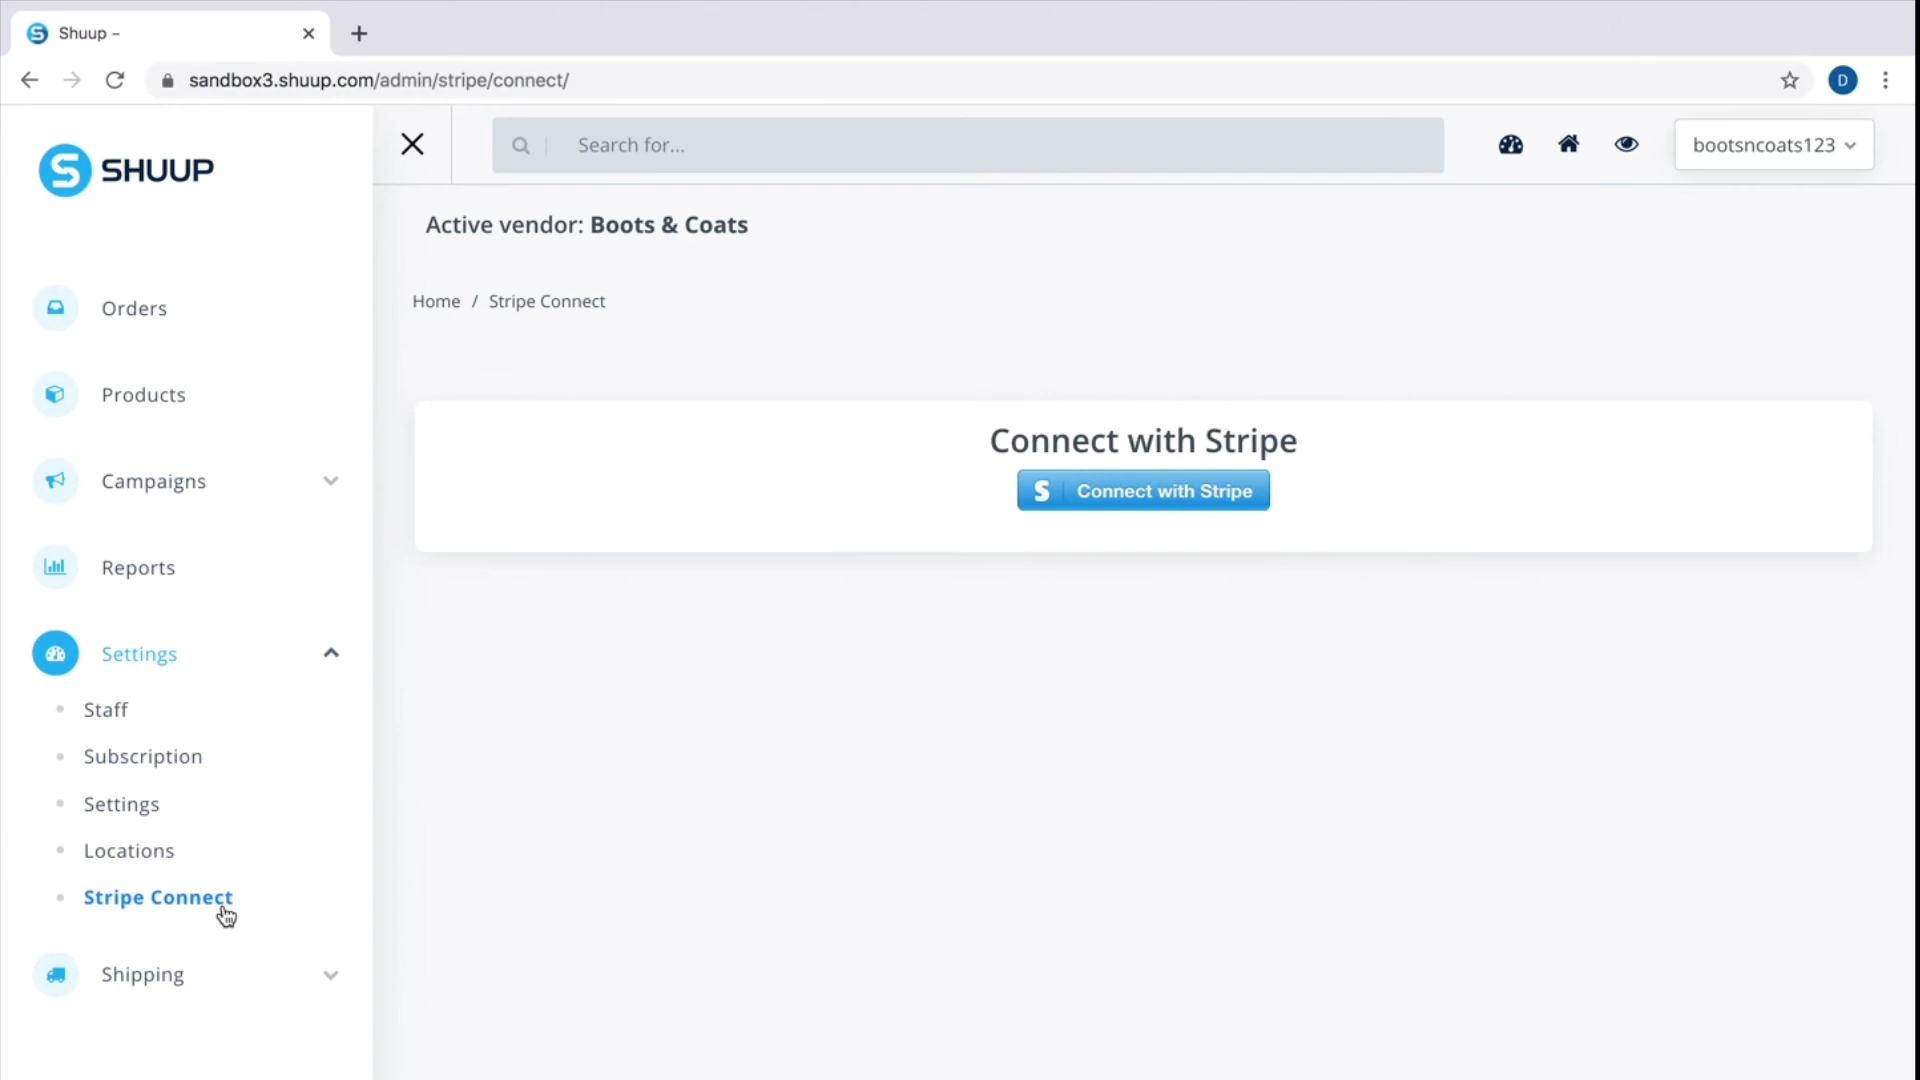 Shuup –
sandbox3.shuup.com/admin/stripe/connect/
D
SHUUP
Search for...
bootsncoats123
Active vendor: Boots & Coats
Home / Stripe Connect
Orders
Products
Campaigns
Reports
Settings
Staff
Subscription
Settings
Locations
Stripe Connect
Shipping
Connect with Stripe
S Connect with Stripe